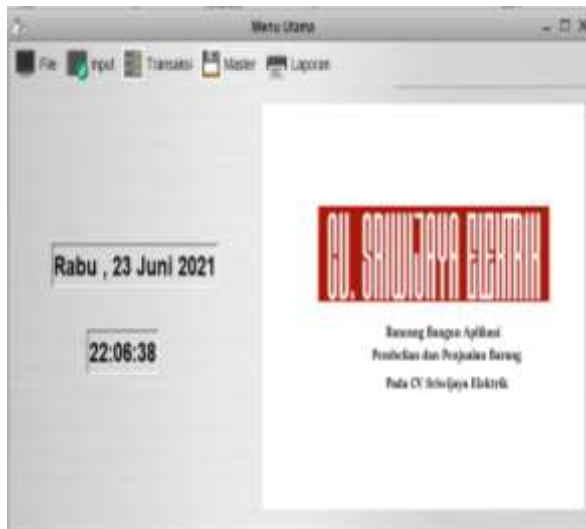 Menu Utama
File Input Transaksi Master Laporan
Rabu , 23 Juni 2021
22:06:38
CV. SRIWIJAYA ELEKTRIK
Rancang Bangun Aplikasi
Pembelian dan Penjualan Barang
Pada CV Sriwijaya Elektrik